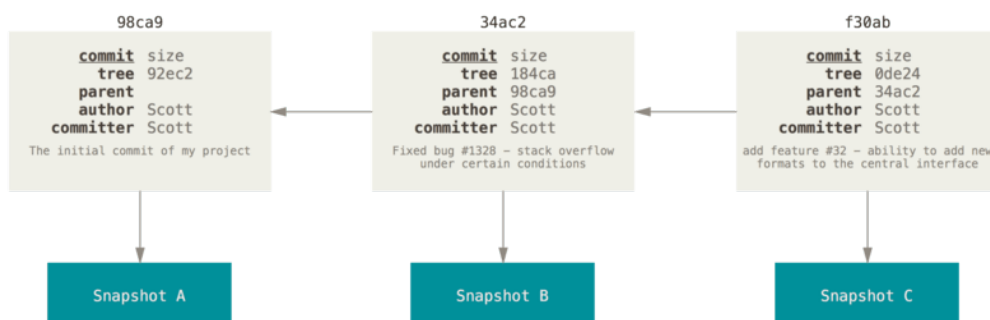 98ca9
commit size
tree 92ec2
parent
author Scott
committer Scott
The initial commit of my project
Snapshot A
34ac2
commit size
tree 184ca
parent 98ca9
author Scott
committer Scott
Fixed bug #1328 – stack overflow
under certain conditions
Snapshot B
f30ab
commit size
tree 0de24
parent 34ac2
author Scott
committer Scott
add feature #32 – ability to add new
formats to the central interface
Snapshot C